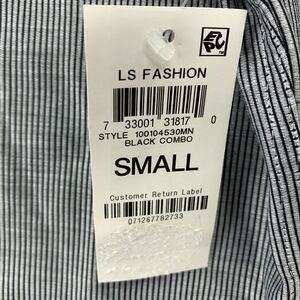 LS FASHION
7 33001 31817 0
STYLE 100104530MN
BLACK COMBO
SMALL
Customer Return Label
071267782733